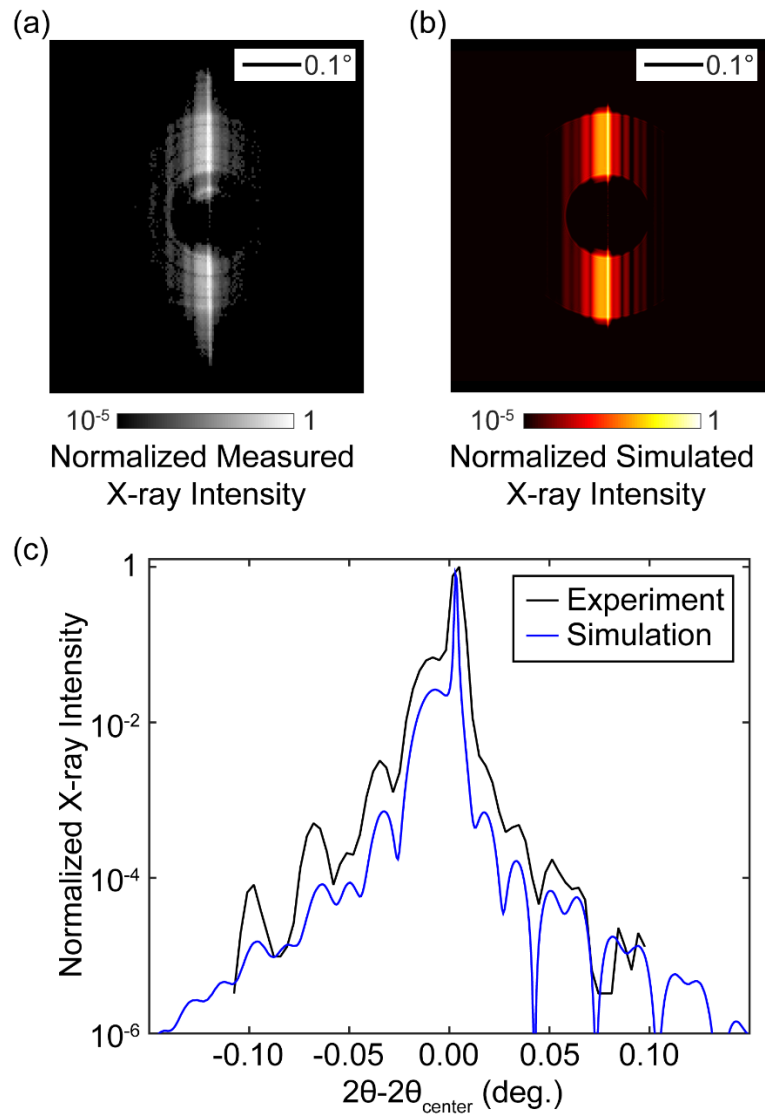 (a)
(b)
0.1°
0.1°
10⁻⁵ 1
Normalized Measured
X-ray Intensity
10⁻⁵ 1
Normalized Simulated
X-ray Intensity
(c)
Normalized X-ray Intensity
1
10⁻²
10⁻⁴
10⁻⁶
Experiment
Simulation
-0.10 -0.05 0.00 0.05 0.10
2θ-2θcenter (deg.)